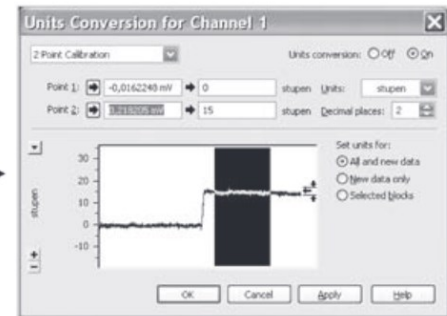 Units Conversion for Channel 1
2 Point Calibration Units conversion: Off On
Point 1: -0,0162248 mV 0 stupen Units: stupen
Point 2: 15 stupen Decimal places: 2
Set units for:
All and new data
New data only
Selected blocks
stupen
30
20
10
0
-10
OK Cancel Apply Help